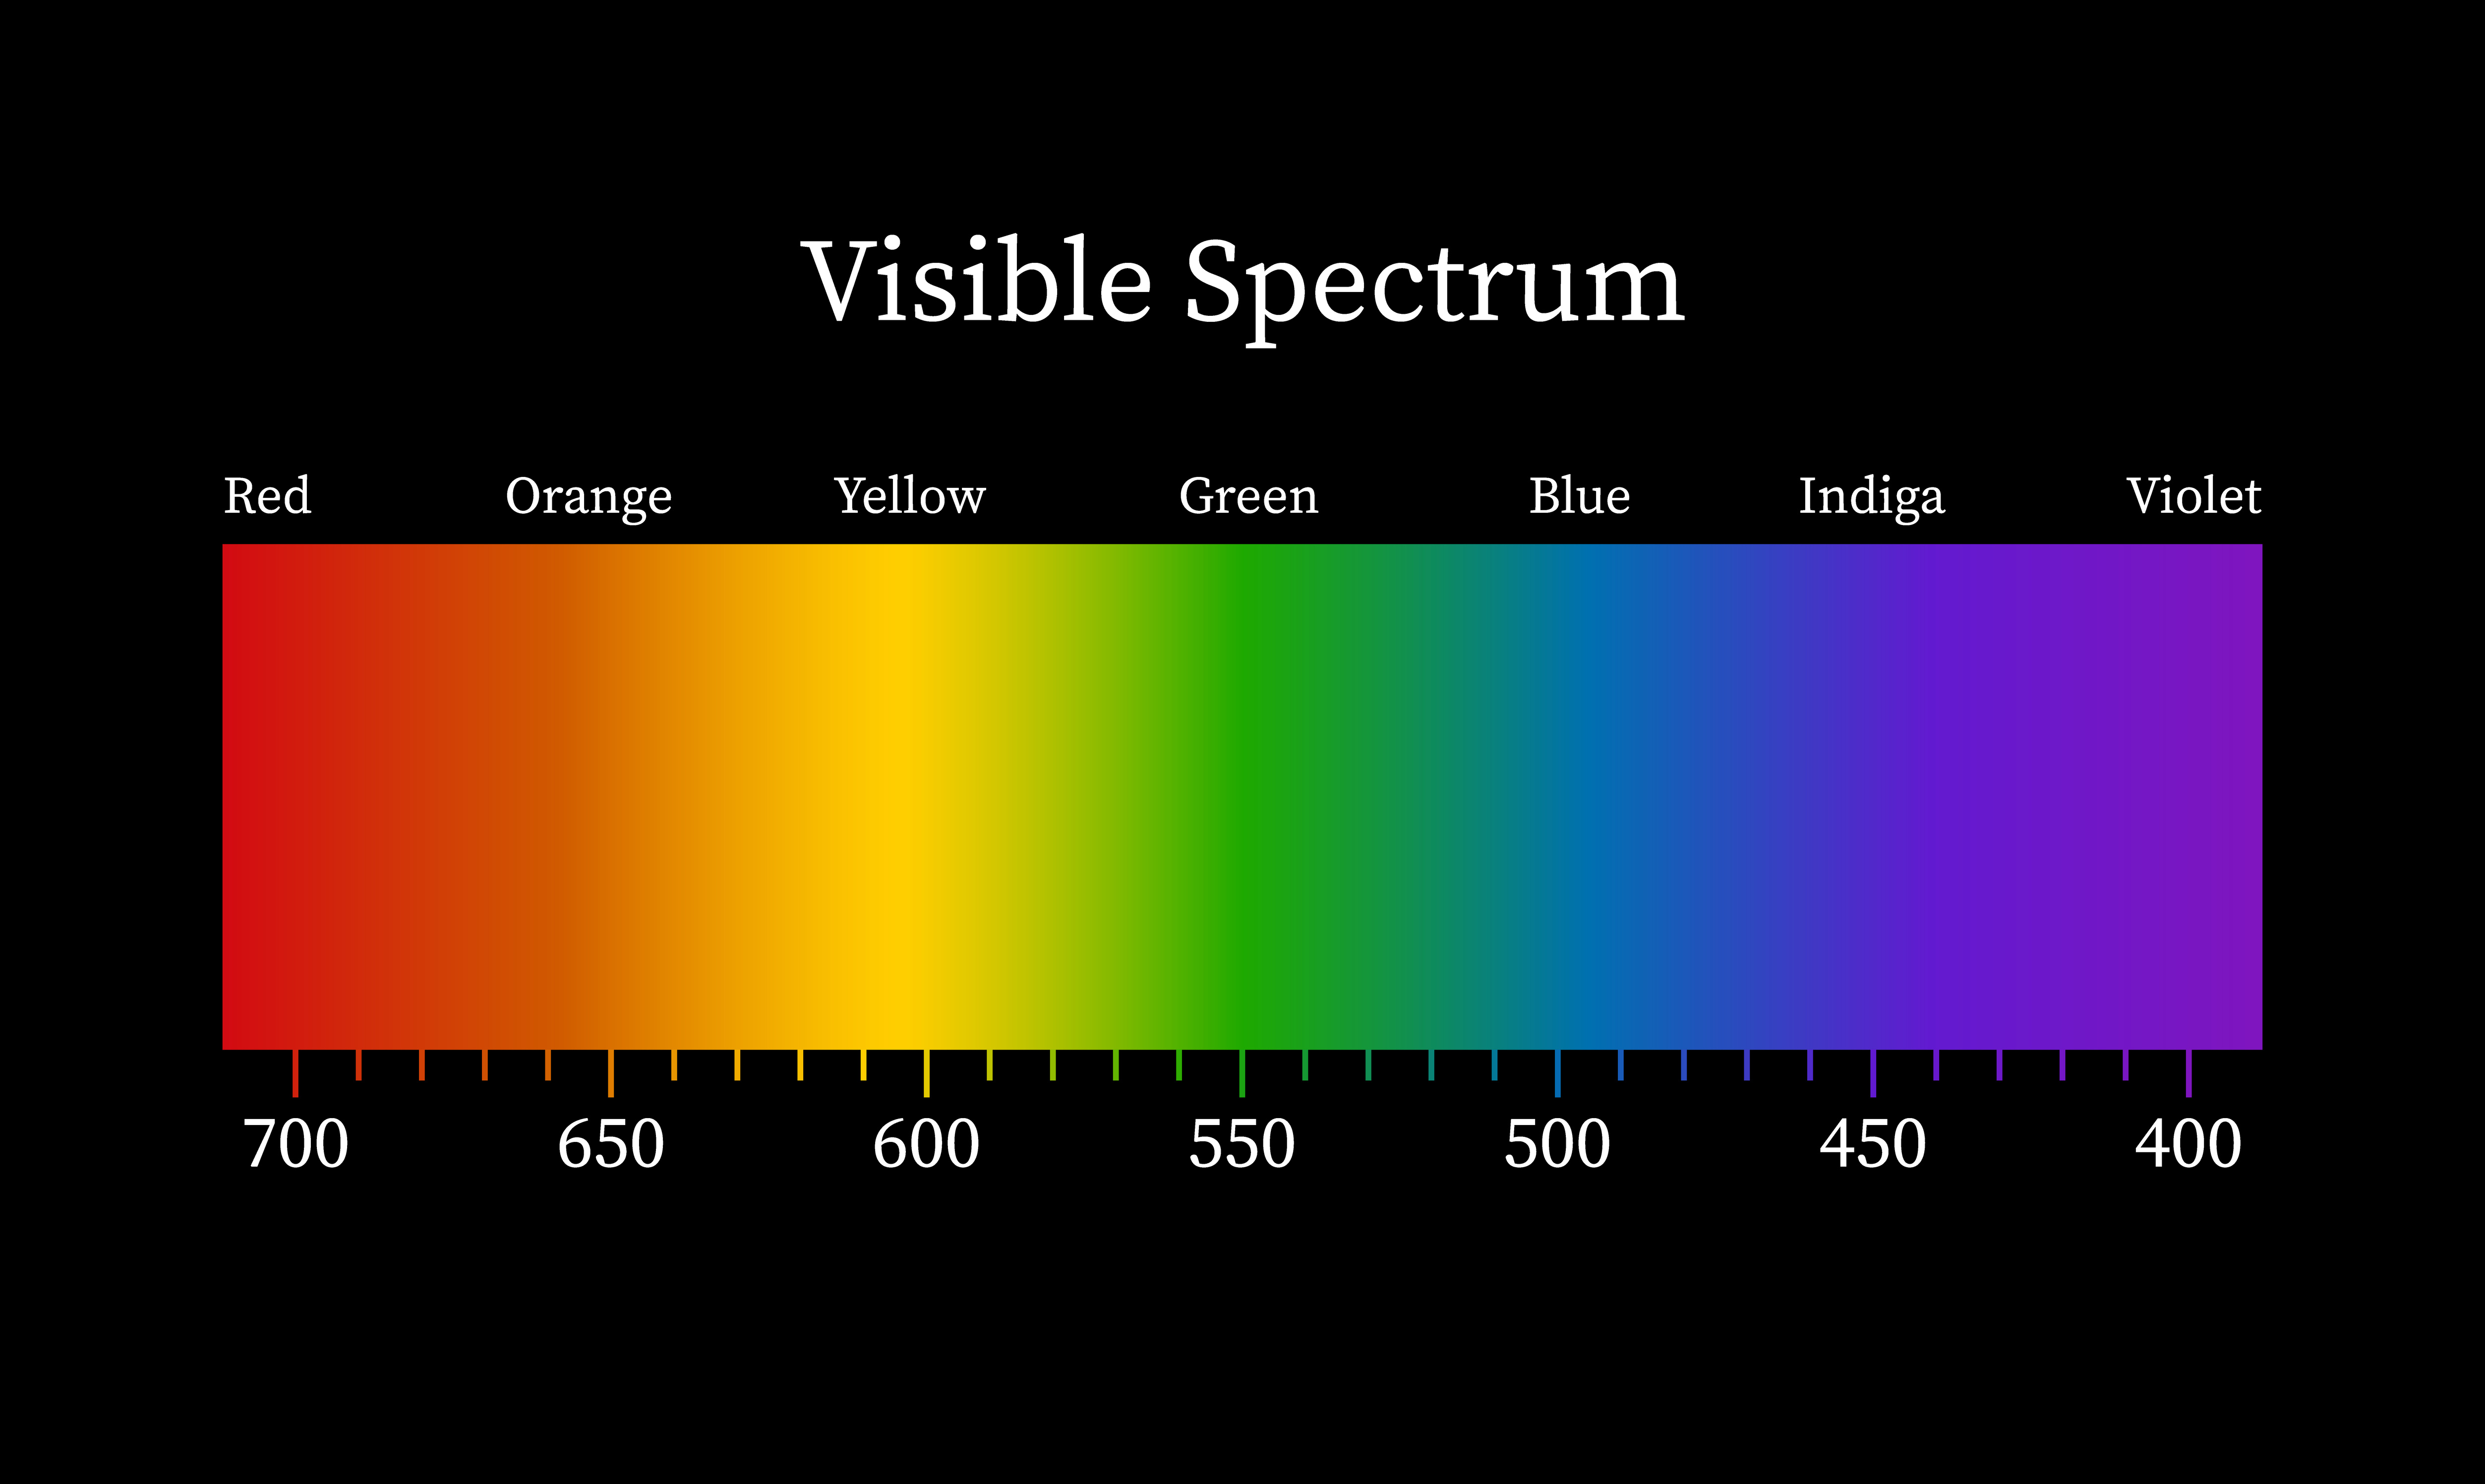 Visible Spectrum
Red Orange Yellow Green Blue Indiga Violet
700 650 600 550 500 450 400